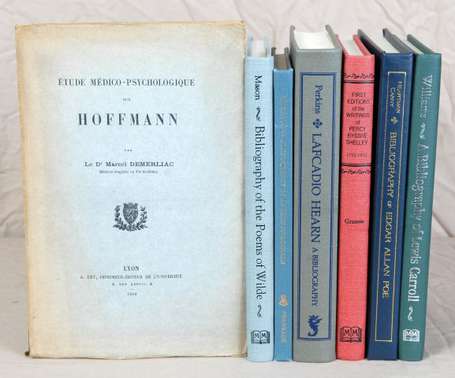 ÉTUDE MÉDICO-PSYCHOLOGIQUE
SUR
HOFFMANN
PAR
Le Dr Marcel DEMERLIAC
LYON
Mason
Bibliography of the Poems of Wilde
Perkins
LAFCADIO HEARN
A BIBLIOGRAPHY
FIRST
EDITIONS
of the
WRITINGS
of
PERCY
BYSSHE
SHELLEY
Granniss
HEARTMAN
CANNY
BIBLIOGRAPHY OF EDGAR ALLAN POE
Williams
A Bibliography of Lewis Carroll